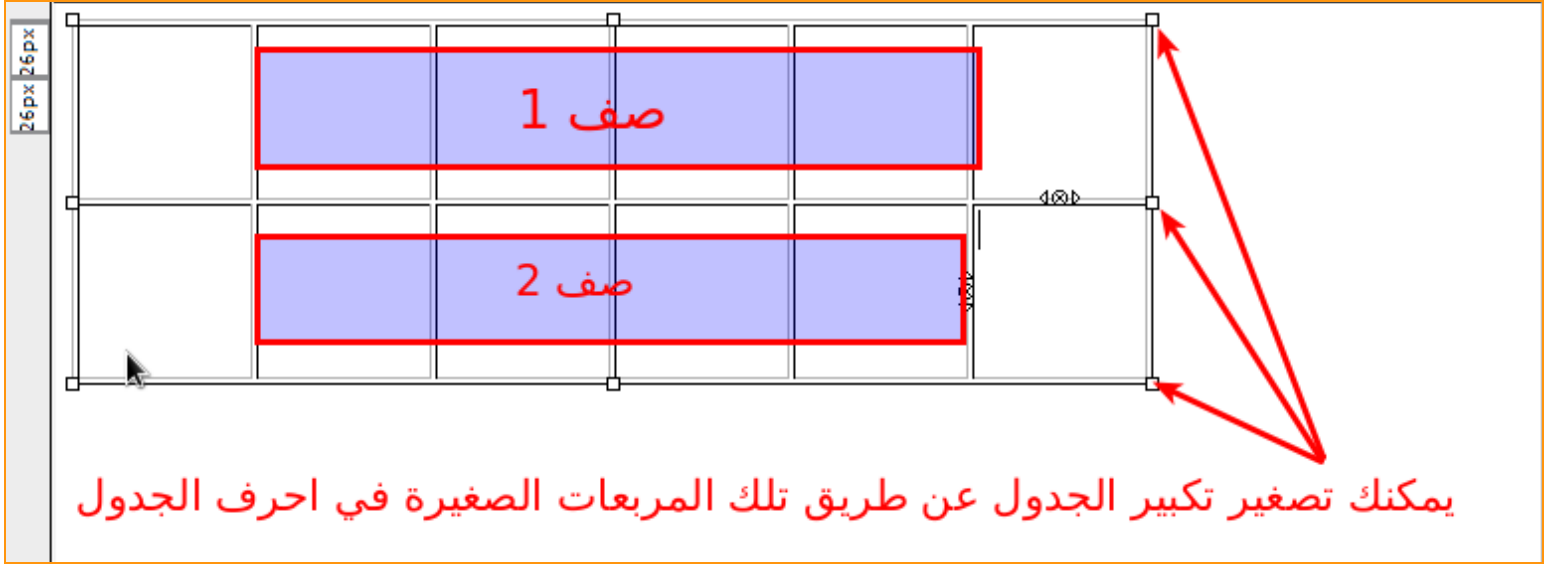 26px
26px
صف 1
صف 2
يمكنك تصغير تكبير الجدول عن طريق تلك المربعات الصغيرة في احرف الجدول